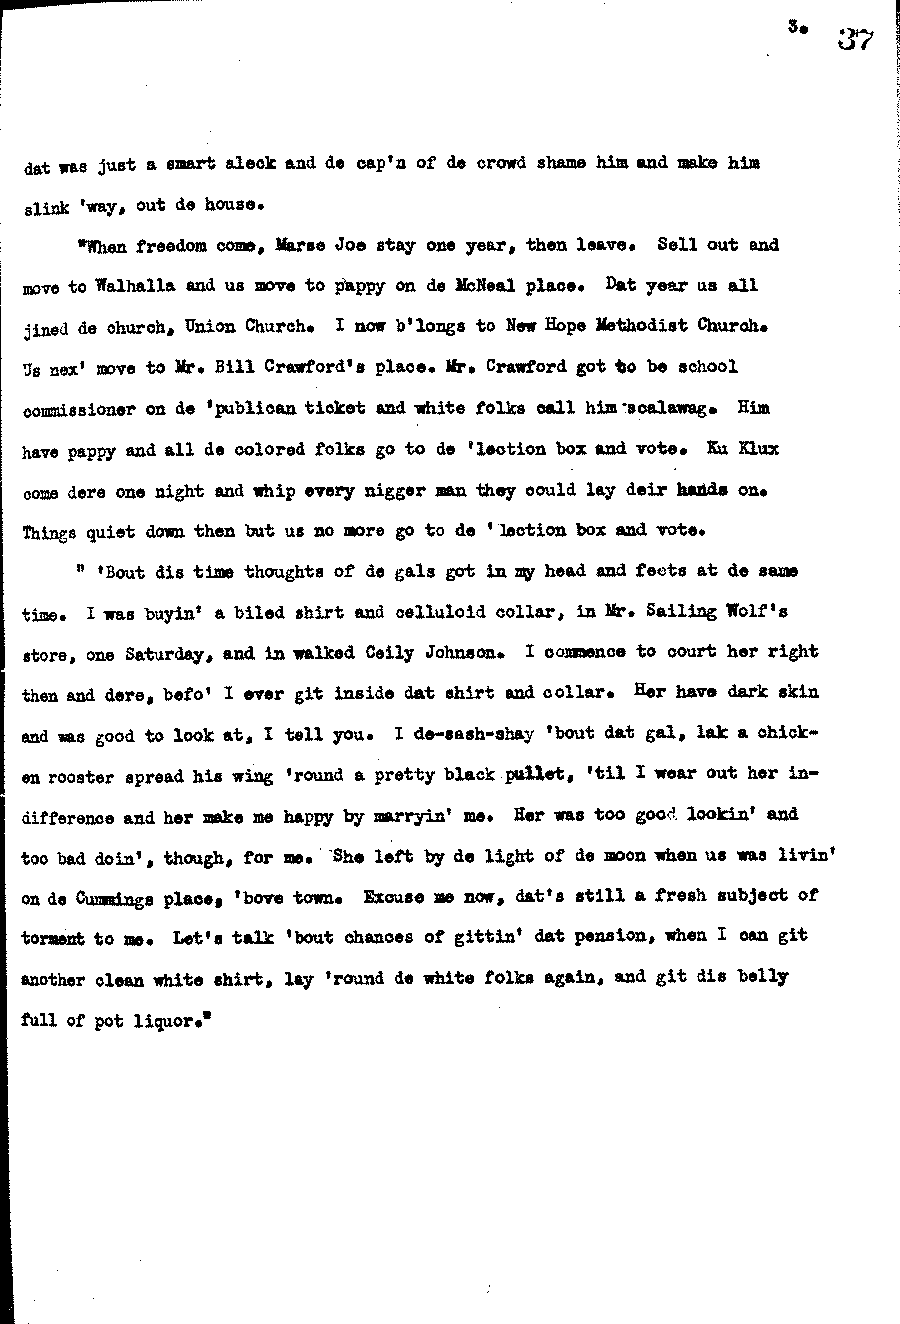 3.
37
dat was just a smart aleck and de cap'n of de crowd shame him and make him
slink 'way, out de house.
"When freedom come, Marse Joe stay one year, then leave. Sell out and
move to Walhalla and us move to pappy on de McNeal place. Dat year us all
jined de church, Union Church. I now b'longs to New Hope Methodist Church.
Us nex' move to Mr. Bill Crawford's place. Mr. Crawford got to be school
commissioner on de 'publican ticket and white folks call him scalawag. Him
have pappy and all de colored folks go to de 'lection box and vote. Ku Klux
come dere one night and whip every nigger man they could lay deir hands on.
Things quiet down then but us no more go to de 'lection box and vote.
" 'Bout dis time thoughts of de gals got in my head and feets at de same
time. I was buyin' a biled shirt and celluloid collar, in Mr. Sailing Wolf's
store, one Saturday, and in walked Ceily Johnson. I commence to court her right
then and dere, befo' I ever git inside dat shirt and collar. Her have dark skin
and was good to look at, I tell you. I de-sash-shay 'bout dat gal, lak a chick-
en rooster spread his wing 'round a pretty black pullet, 'til I wear out her in-
difference and her make me happy by marryin' me. Her was too good lookin' and
too bad doin', though, for me. She left by de light of de moon when us was livin'
on de Cummings place, 'bove town. Excuse me now, dat's still a fresh subject of
torment to me. Let's talk 'bout chances of gittin' dat pension, when I can git
another clean white shirt, lay 'round de white folks again, and git dis belly
full of pot liquor."